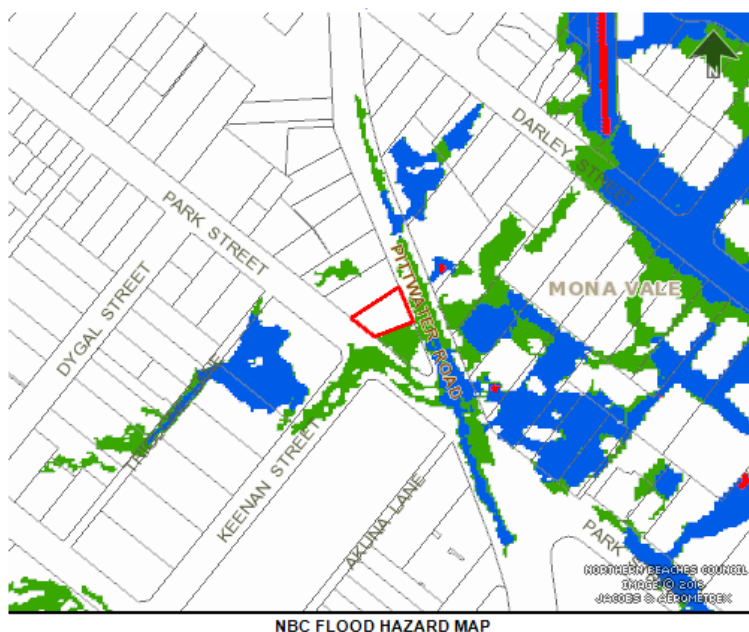 N
DARLEY STREET
PARK STREET
PITTWATER ROAD
MONA VALE
DYGAL STREET
KEENAN STREET
AKUNA LANE
PARK
NORTHERN BEACHES COUNCIL
IMAGE © 2018
JACOBS & AEROMETREX
NBC FLOOD HAZARD MAP